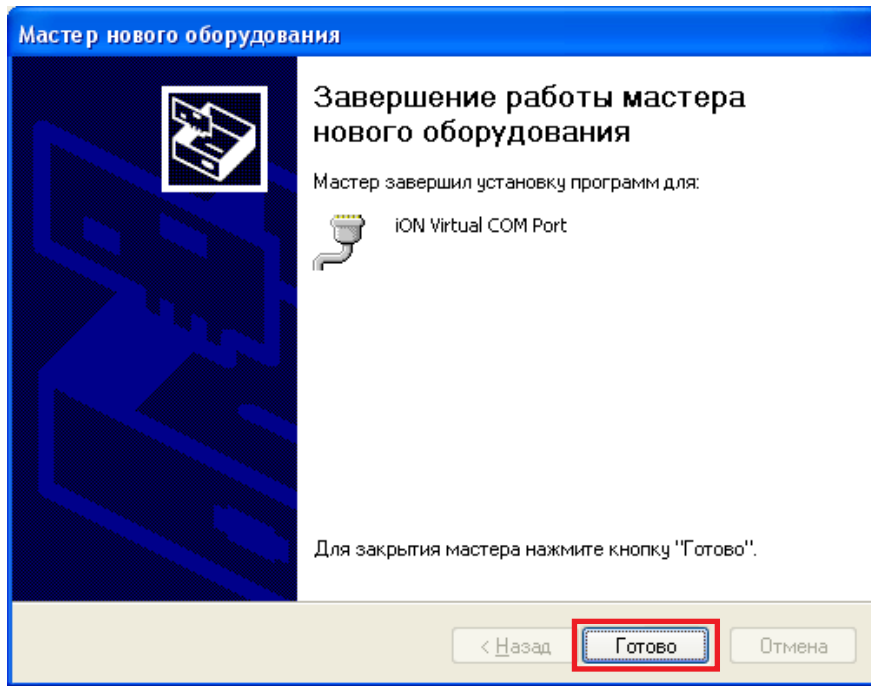 Мастер нового оборудования
Завершение работы мастера
нового оборудования
Мастер завершил установку программ для:
iON Virtual COM Port
Для закрытия мастера нажмите кнопку "Готово".
< Назад
Готово
Отмена